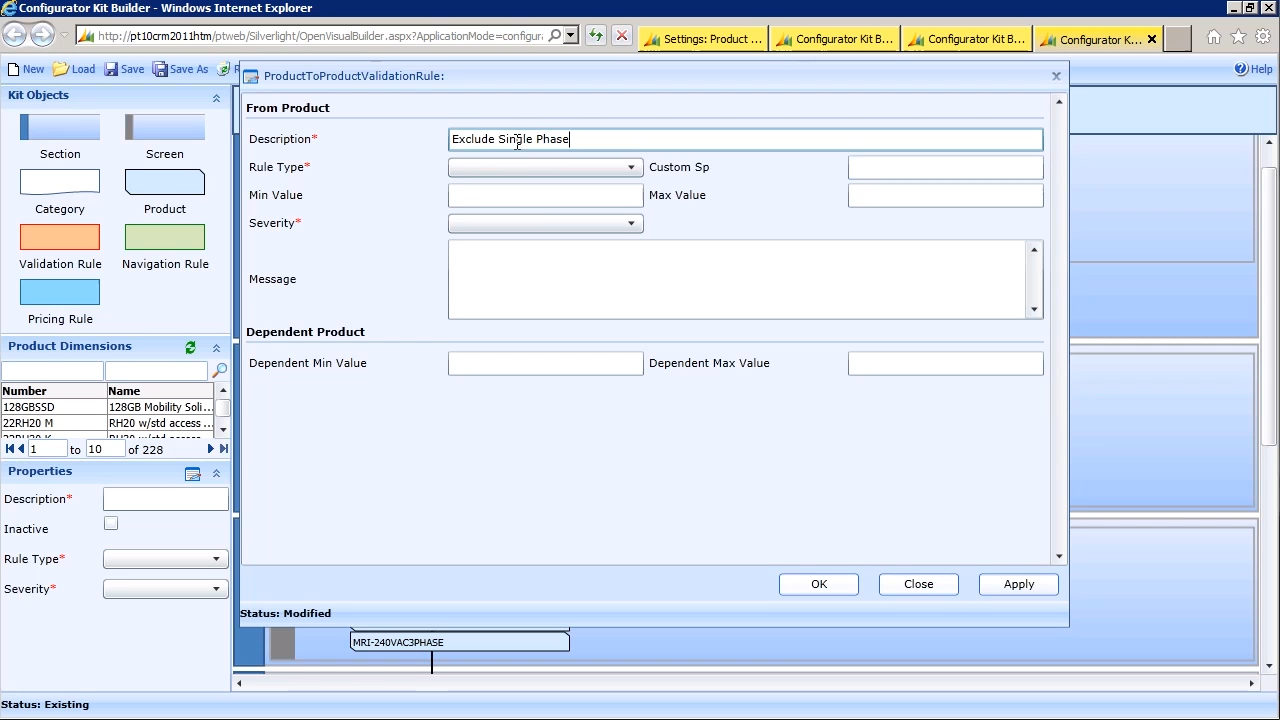 Configurator Kit Builder - Windows Internet Explorer
http://pt10crm2011htm/ptweb/Silverlight/OpenVisualBuilder.aspx?ApplicationMode=configura
Settings: Product ...
Configurator Kit B...
Configurator Kit B...
Configurator K...
New
Load
Save
Save As
Help
Kit Objects
Section
Screen
Category
Product
Validation Rule
Navigation Rule
Pricing Rule
Product Dimensions
Number Name
128GBSSD 128GB Mobility Soli...
22RH20 M RH20 w/std access ...
1 to 10 of 228
Properties
Description*
Inactive
Rule Type*
Severity*
ProductToProductValidationRule:
From Product
Description* Exclude Single Phase
Rule Type* Custom Sp
Min Value Max Value
Severity*
Message
Dependent Product
Dependent Min Value Dependent Max Value
OK Close Apply
Status: Modified
MRI-240VAC3PHASE
Status: Existing